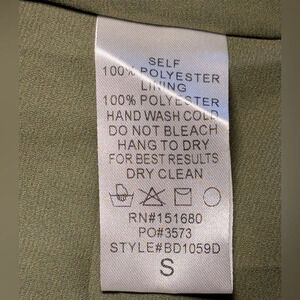 SELF
100% POLYESTER
LINING
100% POLYESTER
HAND WASH COLD
DO NOT BLEACH
HANG TO DRY
FOR BEST RESULTS
DRY CLEAN
RN#151680
PO#3573
STYLE#BD1059D
S